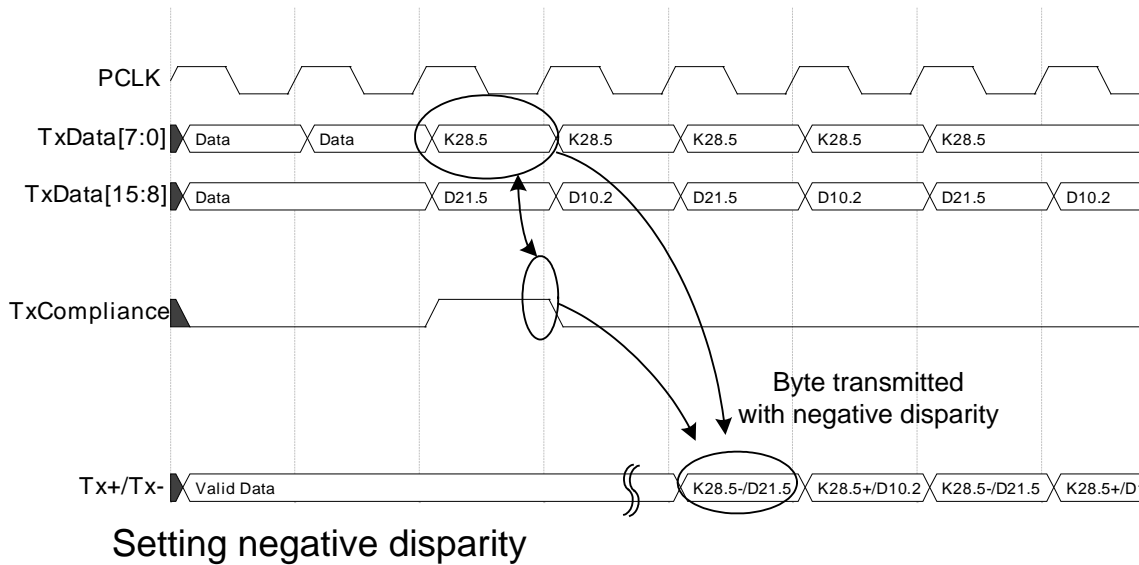 PCLK
TxData[7:0] Data Data K28.5 K28.5 K28.5 K28.5 K28.5
TxData[15:8] Data D21.5 D10.2 D21.5 D10.2 D21.5 D10.2
TxCompliance
Byte transmitted
with negative disparity
Tx+/Tx- Valid Data K28.5-/D21.5 K28.5+/D10.2 K28.5-/D21.5 K28.5+/D1
Setting negative disparity